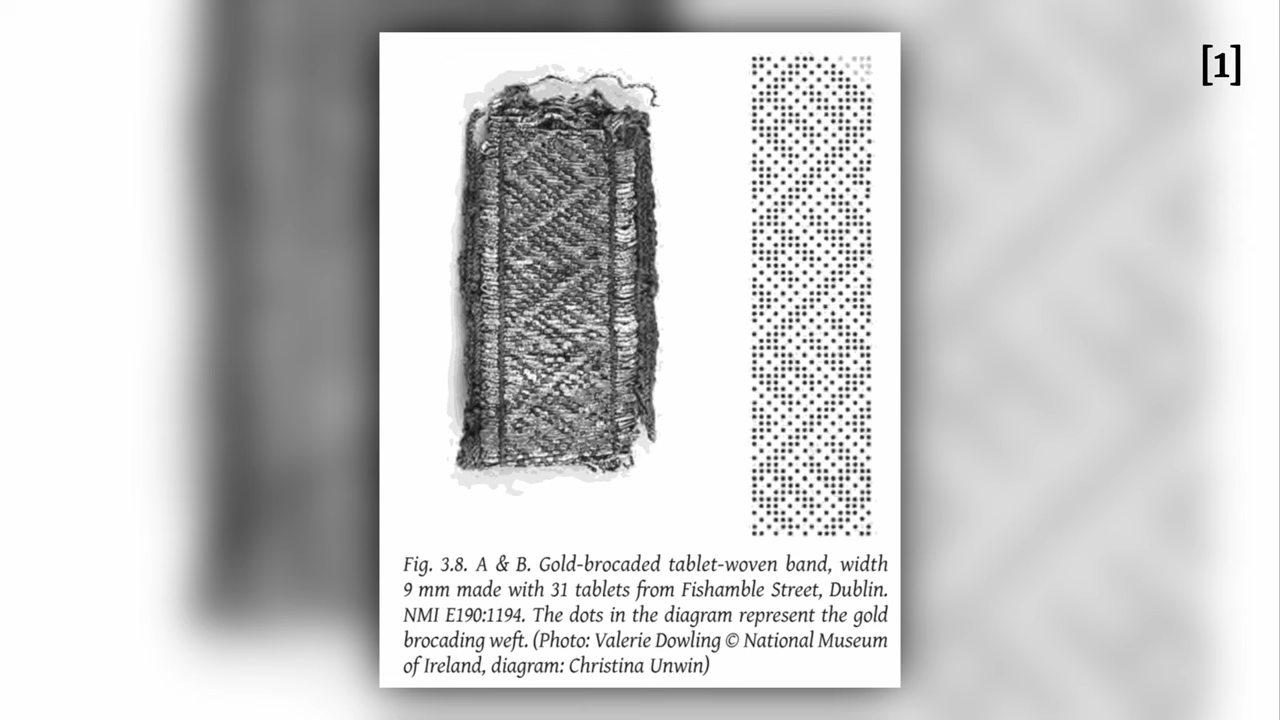 [1]
Fig. 3.8. A & B. Gold-brocaded tablet-woven band, width
9 mm made with 31 tablets from Fishamble Street, Dublin.
NMI E190:1194. The dots in the diagram represent the gold
brocading weft. (Photo: Valerie Dowling © National Museum
of Ireland, diagram: Christina Unwin)